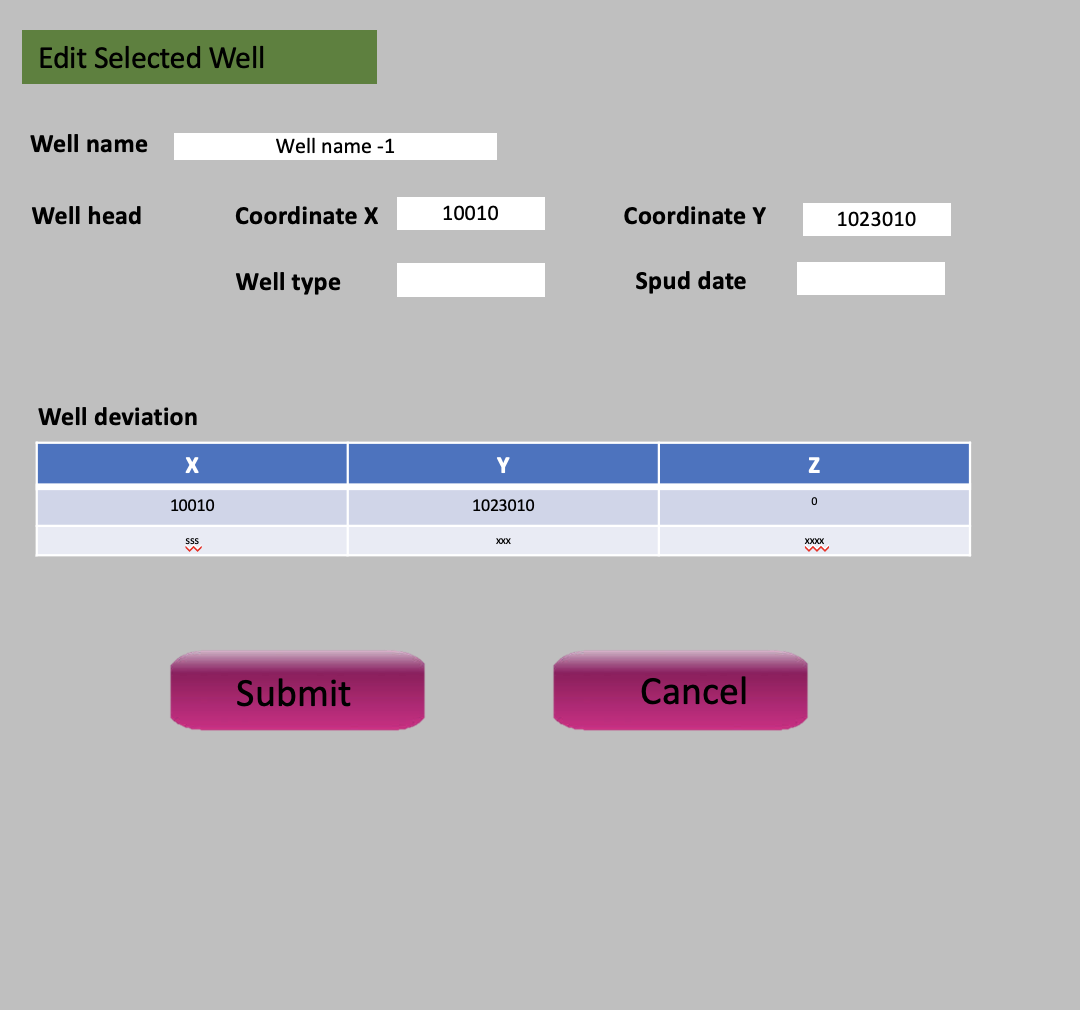 Edit Selected Well
Well name Well name -1
Well head Coordinate X 10010 Coordinate Y 1023010
Well type Spud date
Well deviation
X Y Z
10010 1023010 0
sss xxx xxxx
Submit Cancel